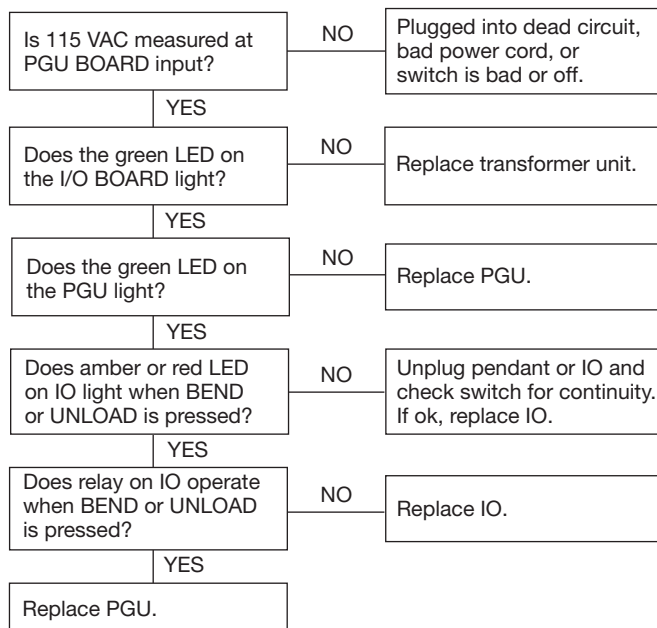 Is 115 VAC measured at
PGU BOARD input?
NO
Plugged into dead circuit,
bad power cord, or
switch is bad or off.
YES
Does the green LED on
the I/O BOARD light?
NO
Replace transformer unit.
YES
Does the green LED on
the PGU light?
NO
Replace PGU.
YES
Does amber or red LED
on IO light when BEND
or UNLOAD is pressed?
NO
Unplug pendant or IO and
check switch for continuity.
If ok, replace IO.
YES
Does relay on IO operate
when BEND or UNLOAD
is pressed?
NO
Replace IO.
YES
Replace PGU.